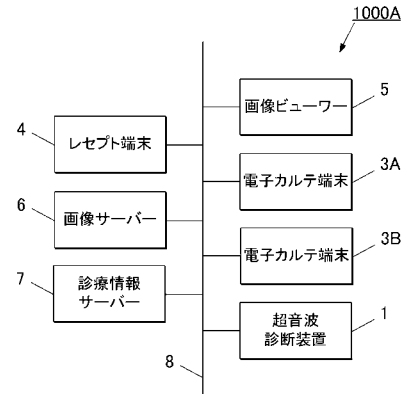 1000A
5
画像ビューワー
4
レセプト端末
3A
電子カルテ端末
6
画像サーバー
3B
電子カルテ端末
7
診療情報
サーバー
1
超音波
診断装置
8